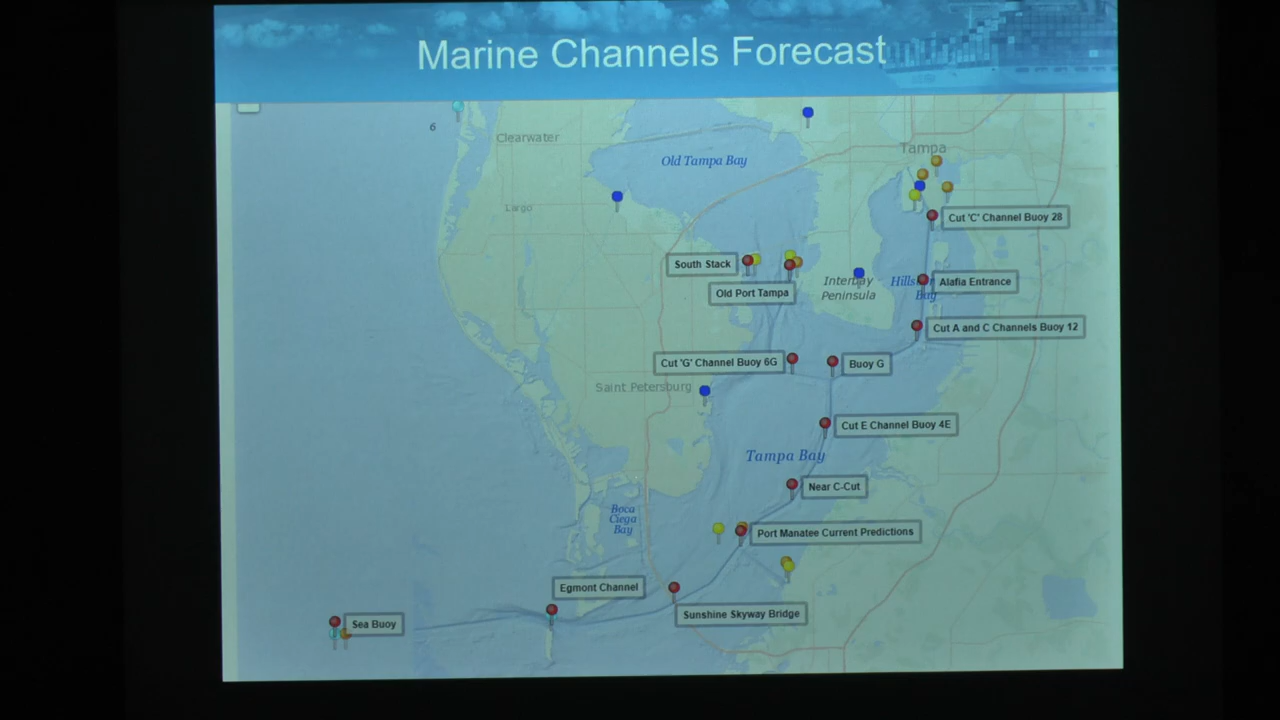 Marine Channels Forecast
6
Clearwater
Old Tampa Bay
Tampa
Largo
Cut 'C' Channel Buoy 28
South Stack
Old Port Tampa
Interbay
Peninsula
Bay
Alafia Entrance
Cut A and C Channels Buoy 12
Cut 'G' Channel Buoy 6G
Buoy G
Saint Petersburg
Cut E Channel Buoy 4E
Tampa Bay
Near C-Cut
Boca
Ciega
Bay
Port Manatee Current Predictions
Egmont Channel
Sunshine Skyway Bridge
Sea Buoy